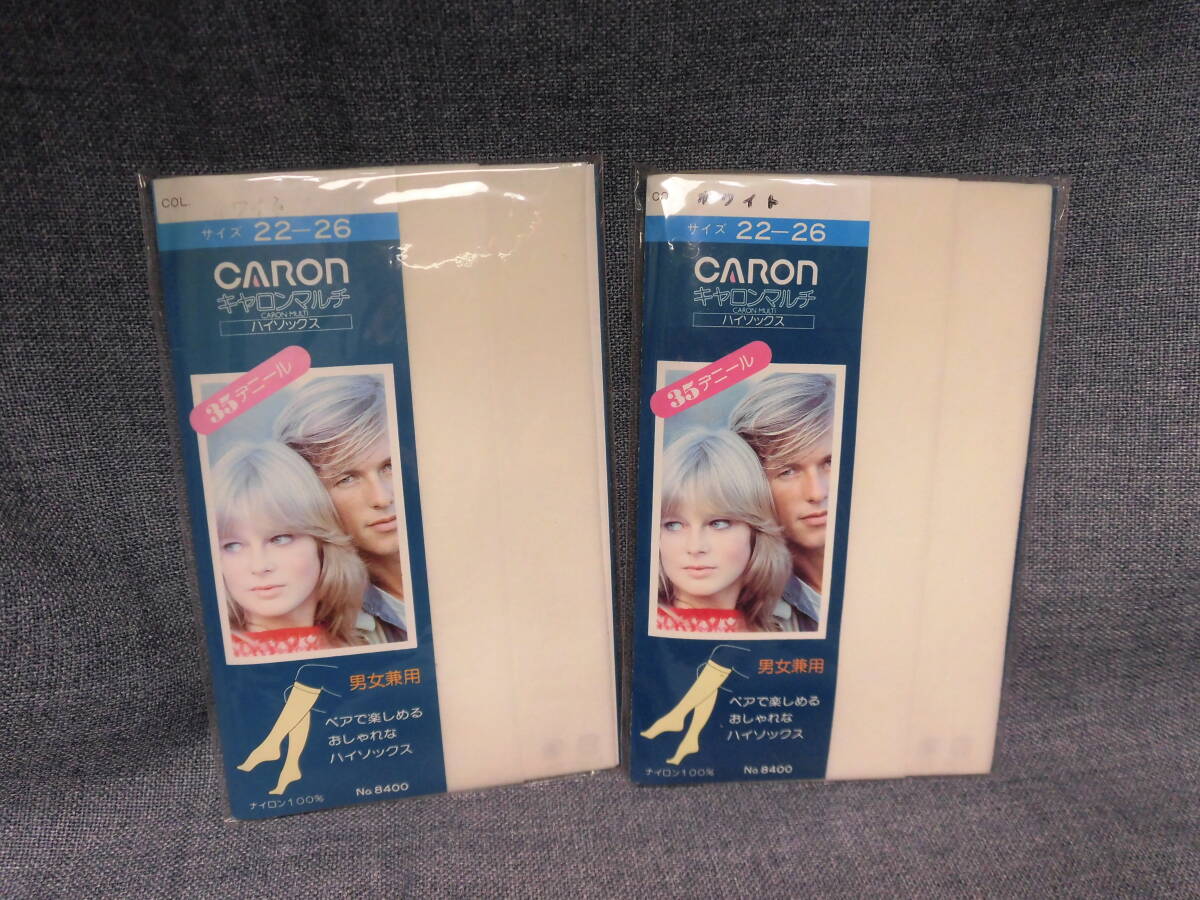 COL.
サイズ 22-26
CARON
キャロンマルチ
CARON MULTI
ハイソックス
35デニール
男女兼用
ペアで楽しめる
おしゃれな
ハイソックス
ナイロン100% No.8400
CO ホワイト
サイズ 22-26
CARON
キャロンマルチ
CARON MULTI
ハイソックス
35デニール
男女兼用
ペアで楽しめる
おしゃれな
ハイソックス
ナイロン100% No.8400